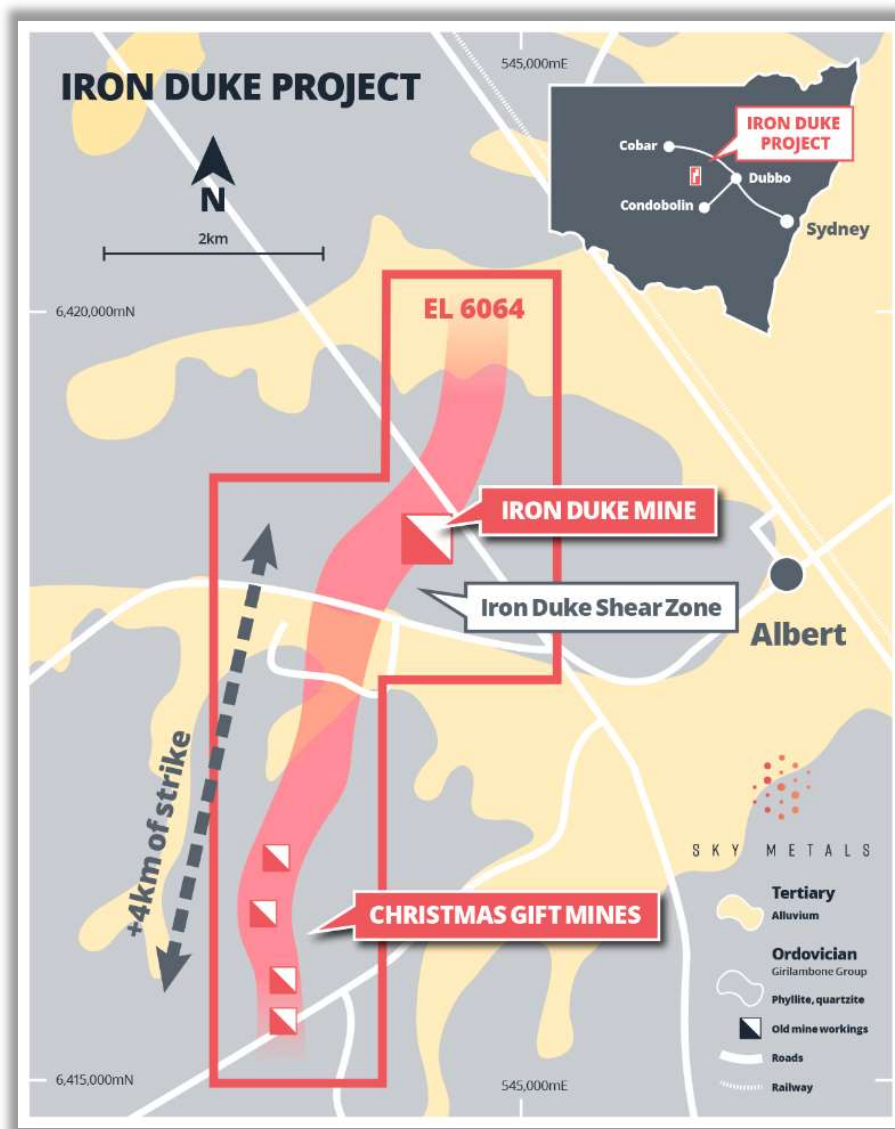 545,000mE
IRON DUKE PROJECT
IRON DUKE
PROJECT
Cobar
Dubbo
Condobolin
Sydney
N
2km
6,420,000mN
EL 6064
IRON DUKE MINE
Iron Duke Shear Zone
Albert
+4km of strike
SKY METALS
CHRISTMAS GIFT MINES
Tertiary
Alluvium
Ordovician
Girilambone Group
Phyllite, quartzite
Old mine workings
Roads
Railway
6,415,000mN
545,000mE